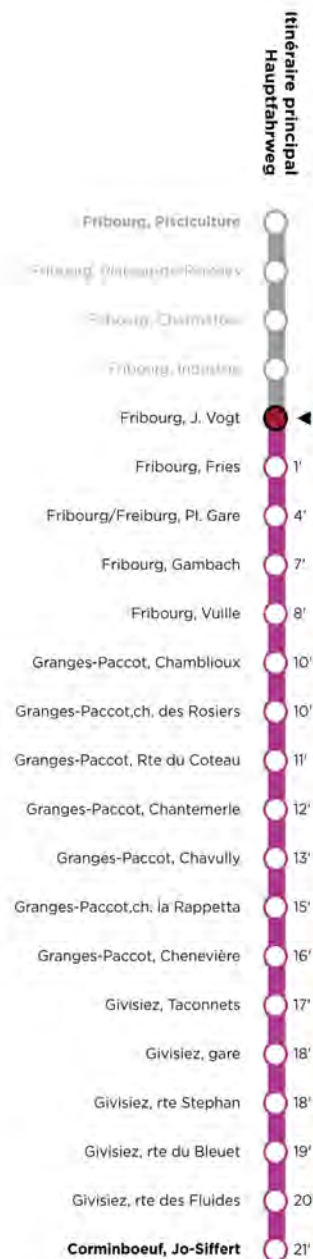 Itinéraire principal
Hauptfahrweg
Fribourg, Pisciculture
Fribourg,
Fribourg, Charmettes
Fribourg, Industrie
Fribourg, J. Vogt
Fribourg, Fries 1'
Fribourg/Freiburg, Pl. Gare 4'
Fribourg, Gambach 7'
Fribourg, Vuille 8'
Granges-Paccot, Chamblioux 10'
Granges-Paccot,ch. des Rosiers 10'
Granges-Paccot, Rte du Coteau 11'
Granges-Paccot, Chantemerle 12'
Granges-Paccot, Chavully 13'
Granges-Paccot,ch. la Rappetta 15'
Granges-Paccot, Chenevière 16'
Givisiez, Taconnets 17'
Givisiez, gare 18'
Givisiez, rte Stephan 18'
Givisiez, rte du Bleuet 19'
Givisiez, rte des Fluides 20
Corminboeuf, Jo-Siffert 21'